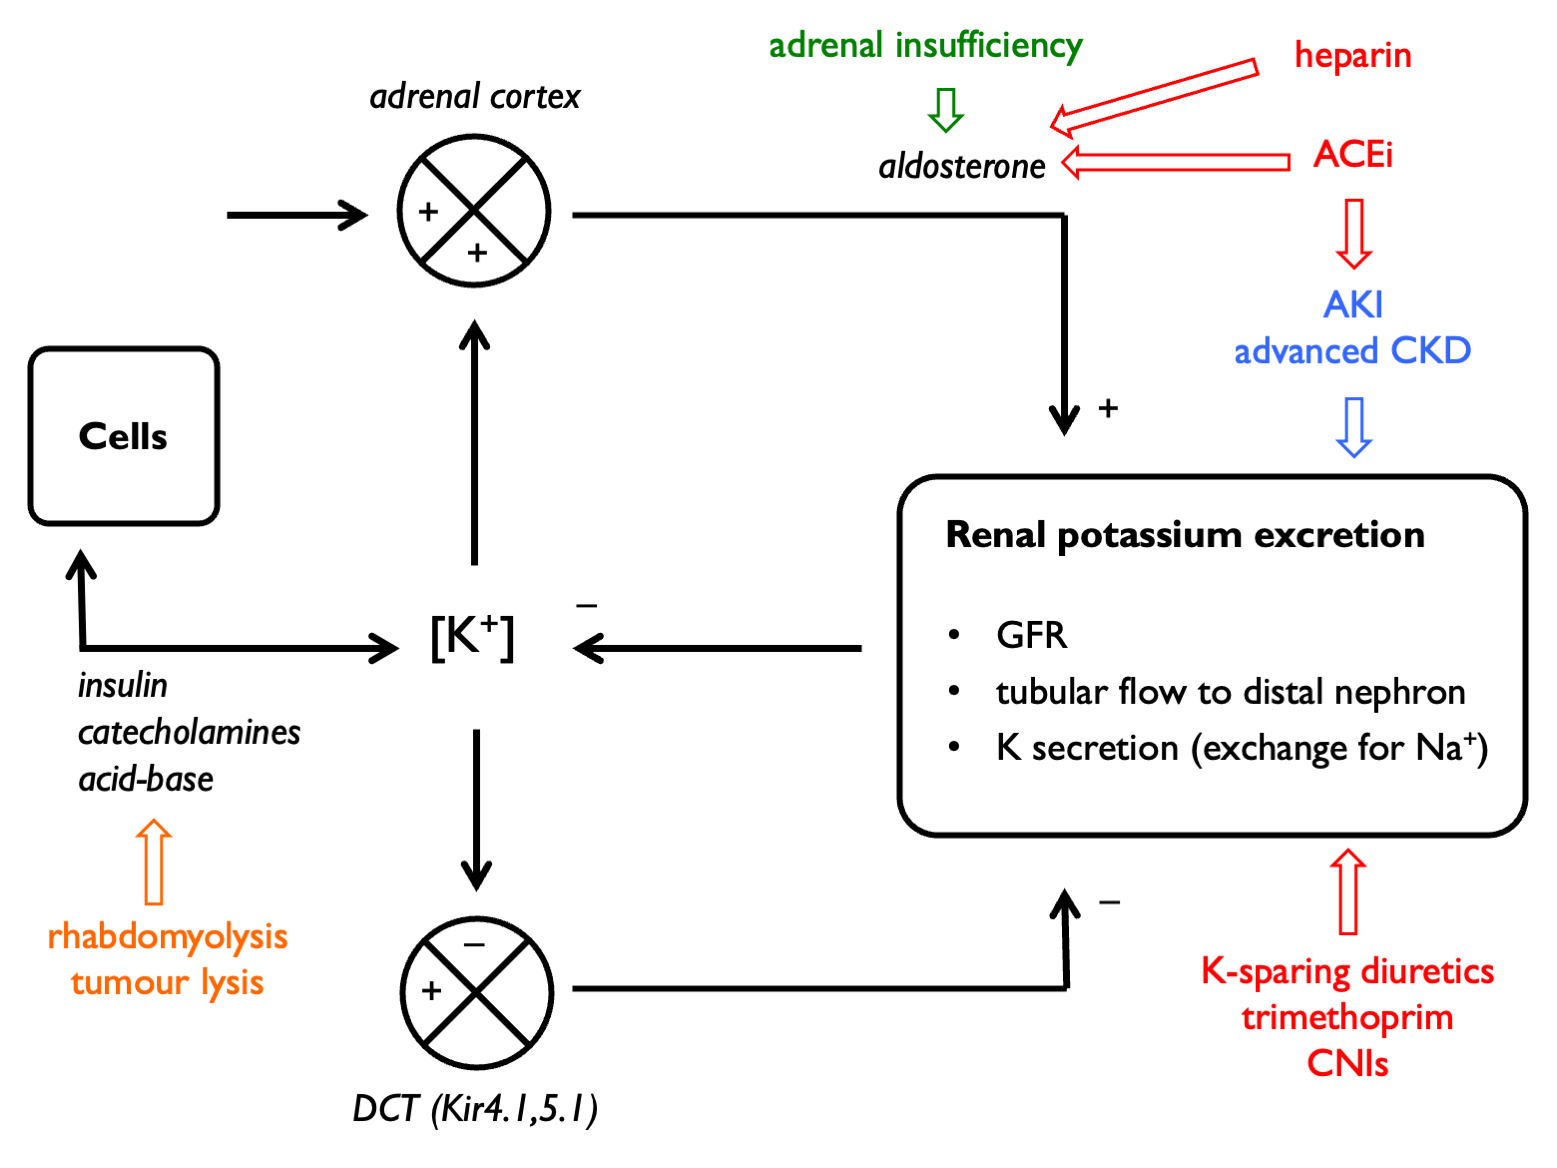 adrenal insufficiency
heparin
adrenal cortex
aldosterone
ACEi
+
+
AKI
advanced CKD
+
Cells
Renal potassium excretion
• GFR
• tubular flow to distal nephron
• K secretion (exchange for Na⁺)
[K⁺]
–
insulin
catecholamines
acid-base
rhabdomyolysis
tumour lysis
–
+
–
K-sparing diuretics
trimethoprim
CNIs
DCT (Kir4.1,5.1)